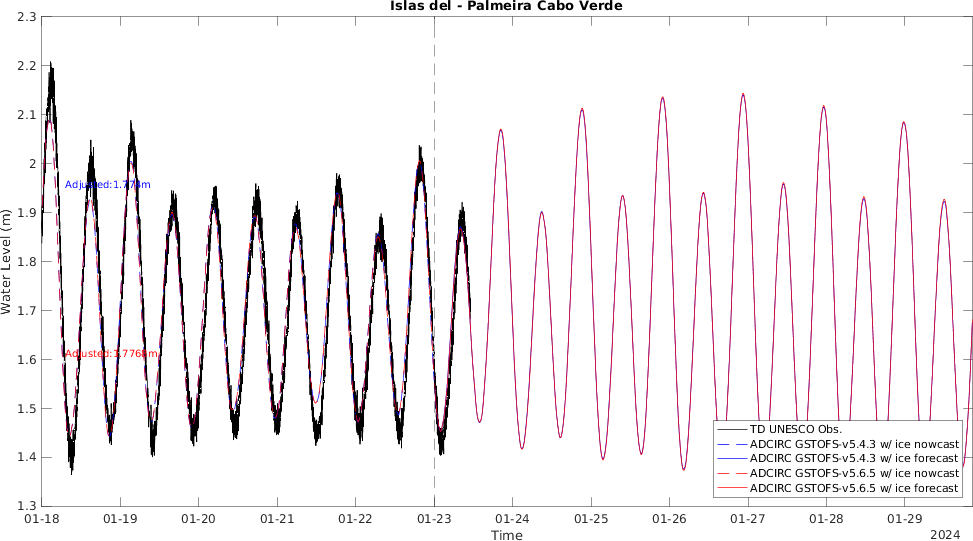 Islas del - Palmeira Cabo Verde
2.3
2.2
2.1
2
1.9
1.8
1.7
1.6
1.5
1.4
1.3
Water Level (m)
Adjusted:
Adjusted:1.776
TD UNESCO Obs.
ADCIRC GSTOFS-v5.4.3 w/ ice nowcast
ADCIRC GSTOFS-v5.4.3 w/ ice forecast
ADCIRC GSTOFS-v5.6.5 w/ ice nowcast
ADCIRC GSTOFS-v5.6.5 w/ ice forecast
01-18 01-19 01-20 01-21 01-22 01-23 01-24 01-25 01-26 01-27 01-28 01-29
Time
2024